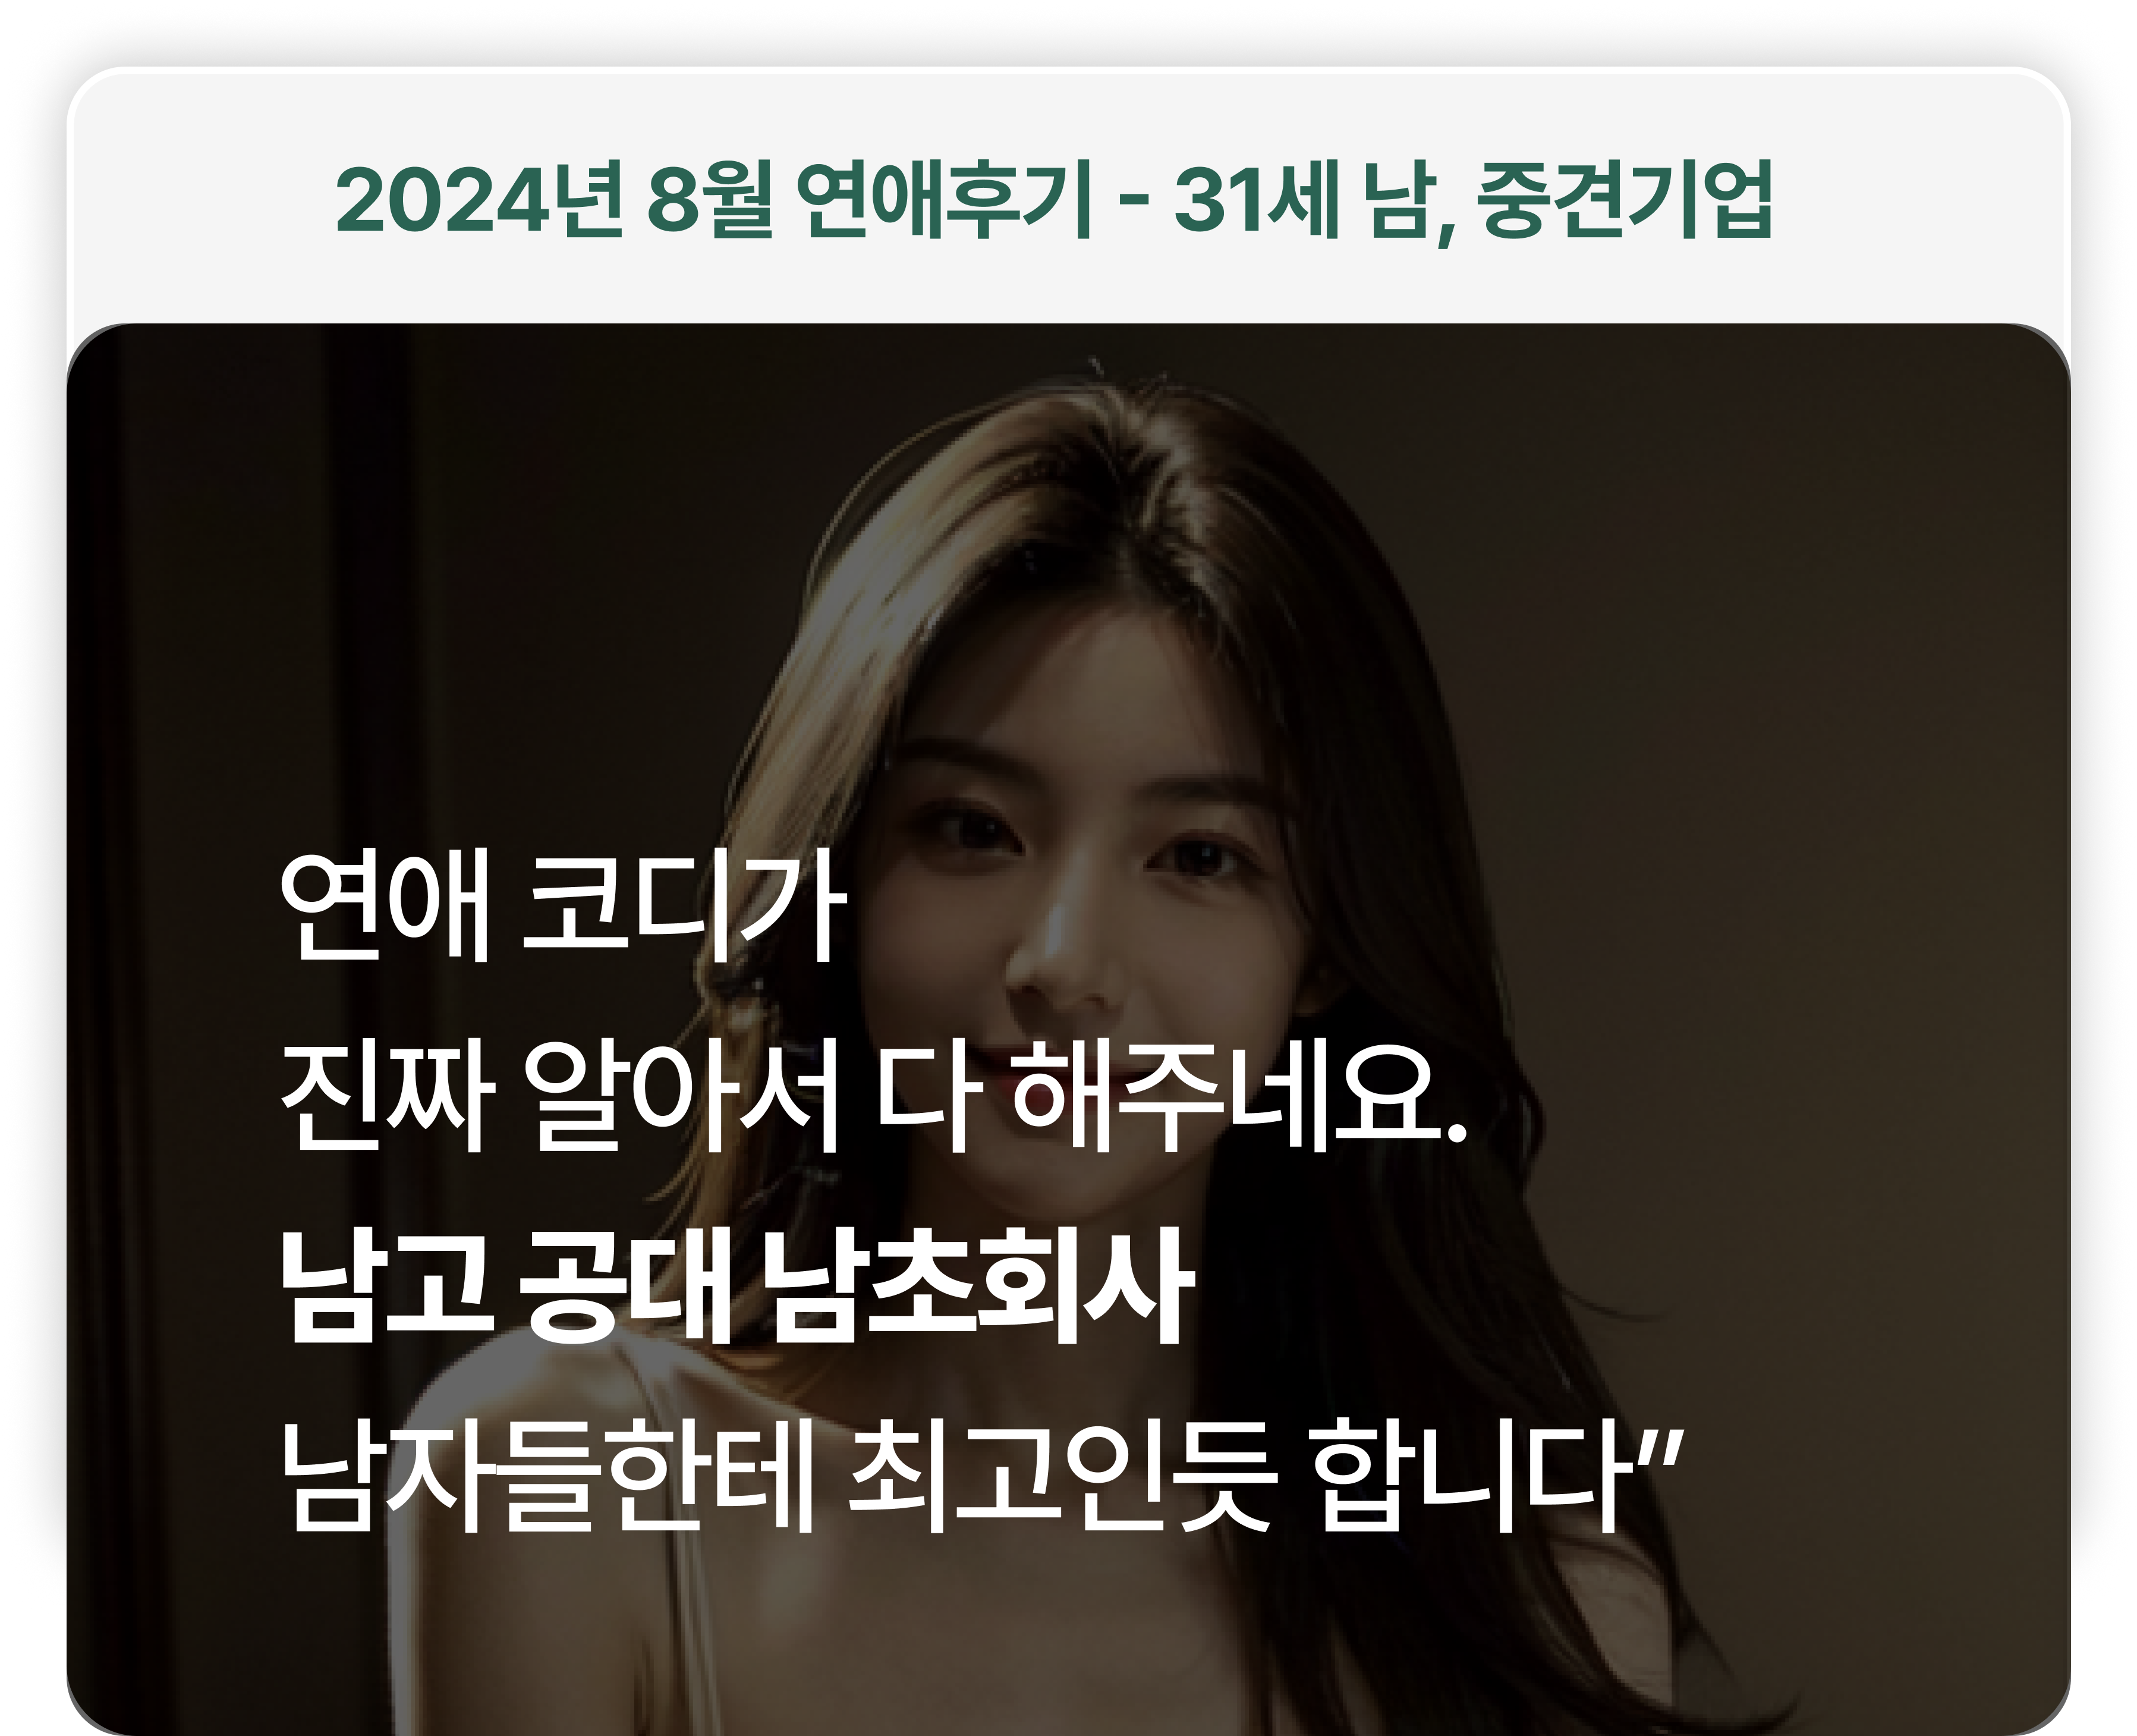 2024년 8월 연애후기 - 31세 남, 중견기업
연애 코디가
진짜 알아서 다 해주네요.
남고 공대 남초회사
남자들한테 최고인듯 합니다”